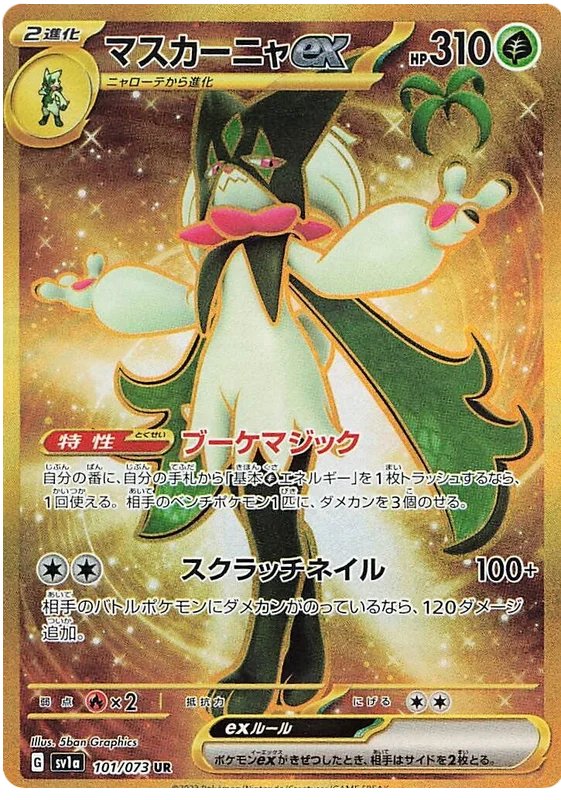 2進化
マスカーニャex
HP310
ニャローテから進化
特性 とくせい ブーケマジック
自分の番に、自分の手札から「基本エネルギー」を1枚トラッシュするなら、
1回使える。相手のベンチポケモン1匹に、ダメカンを3個のせる。
スクラッチネイル 100+
相手のバトルポケモンにダメカンがのっているなら、120ダメージ
追加。
弱点 ×2 抵抗力 にげる
exルール
ポケモンexがきぜつしたとき、相手はサイドを2枚とる。
Illus. 5ban Graphics
G sv1a 101/073 UR